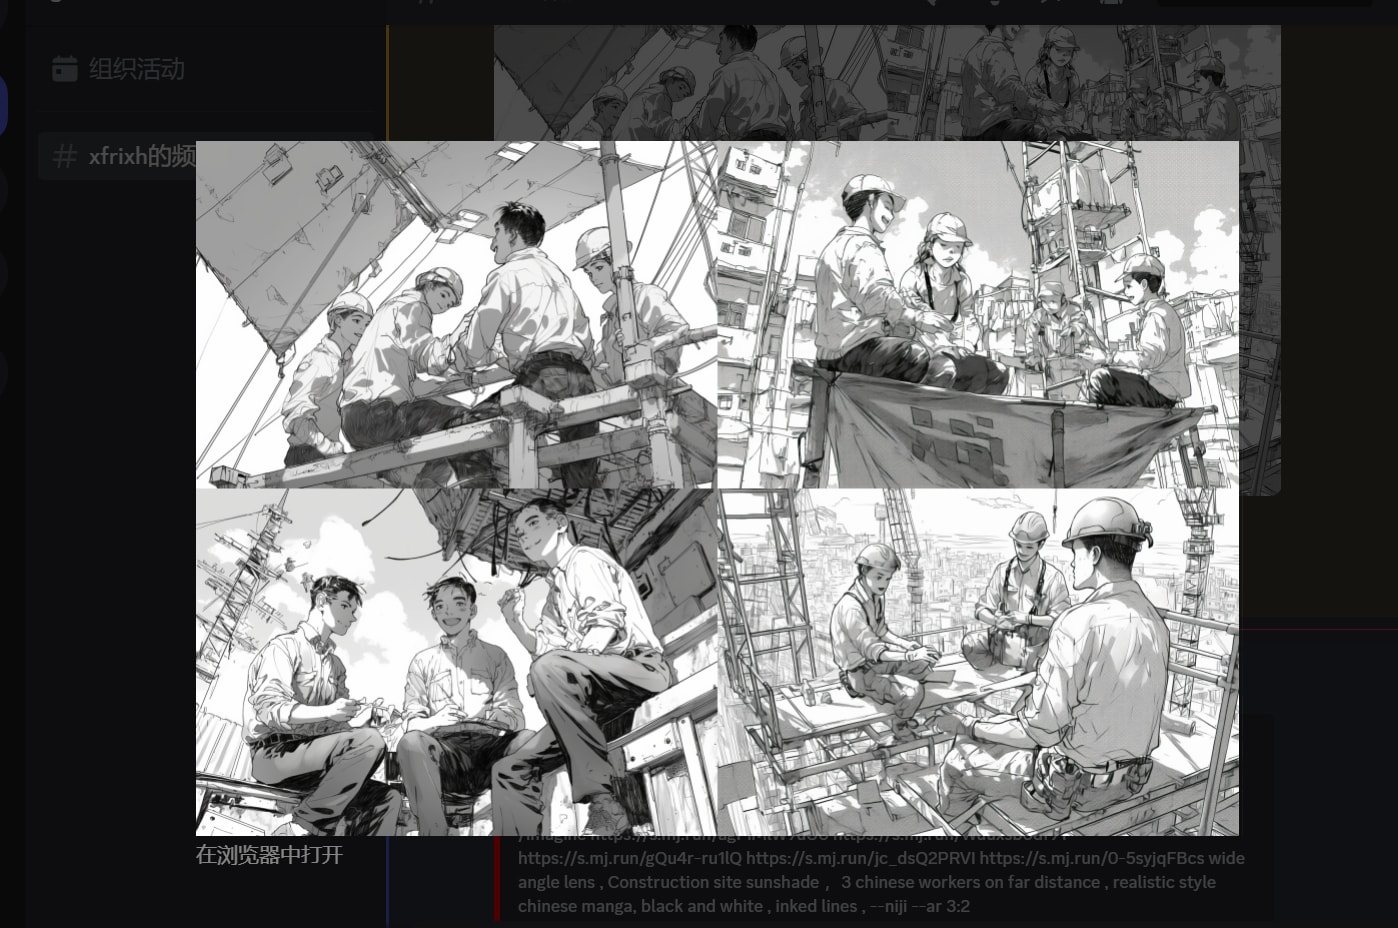 组织活动
xfrixh的频
在浏览器中打开
https://s.mj.run/gQu4r-ru1lQ https://s.mj.run/jc_dsQ2PRVI https://s.mj.run/0-5syjqFBcs wide
angle lens , Construction site sunshade ， 3 chinese workers on far distance , realistic style
chinese manga, black and white , inked lines , --niji --ar 3:2